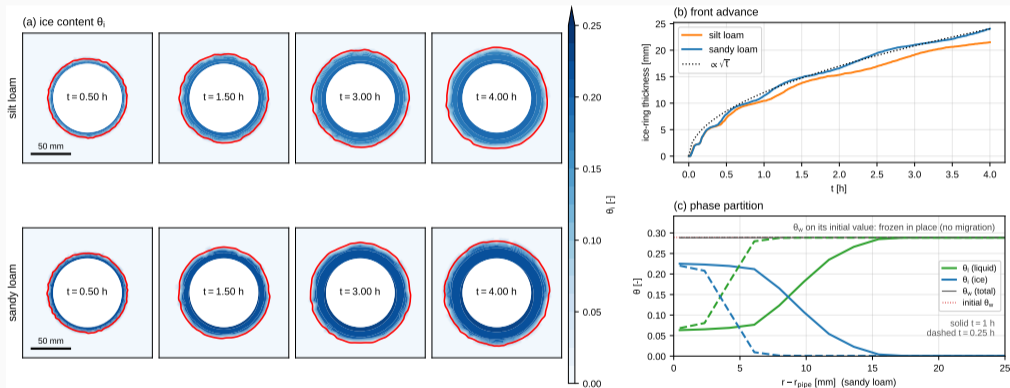 (a) ice content θᵢ
silt loam
t = 0.50 h
50 mm
t = 1.50 h
t = 3.00 h
t = 4.00 h
sandy loam
t = 0.50 h
50 mm
t = 1.50 h
t = 3.00 h
t = 4.00 h
0.25
0.20
0.15
0.10
0.05
0.00
θᵢ [-]
(b) front advance
ice-ring thickness [mm]
25
20
15
10
5
0
silt loam
sandy loam
∝ √T
0.0 0.5 1.0 1.5 2.0 2.5 3.0 3.5 4.0
t [h]
(c) phase partition
θ [-]
0.30
0.25
0.20
0.15
0.10
0.05
0.00
θw on its initial value: frozen in place (no migration)
θₗ (liquid)
θᵢ (ice)
θw (total)
initial θw
solid t = 1 h
dashed t = 0.25 h
0 5 10 15 20 25
r − rpipe [mm] (sandy loam)